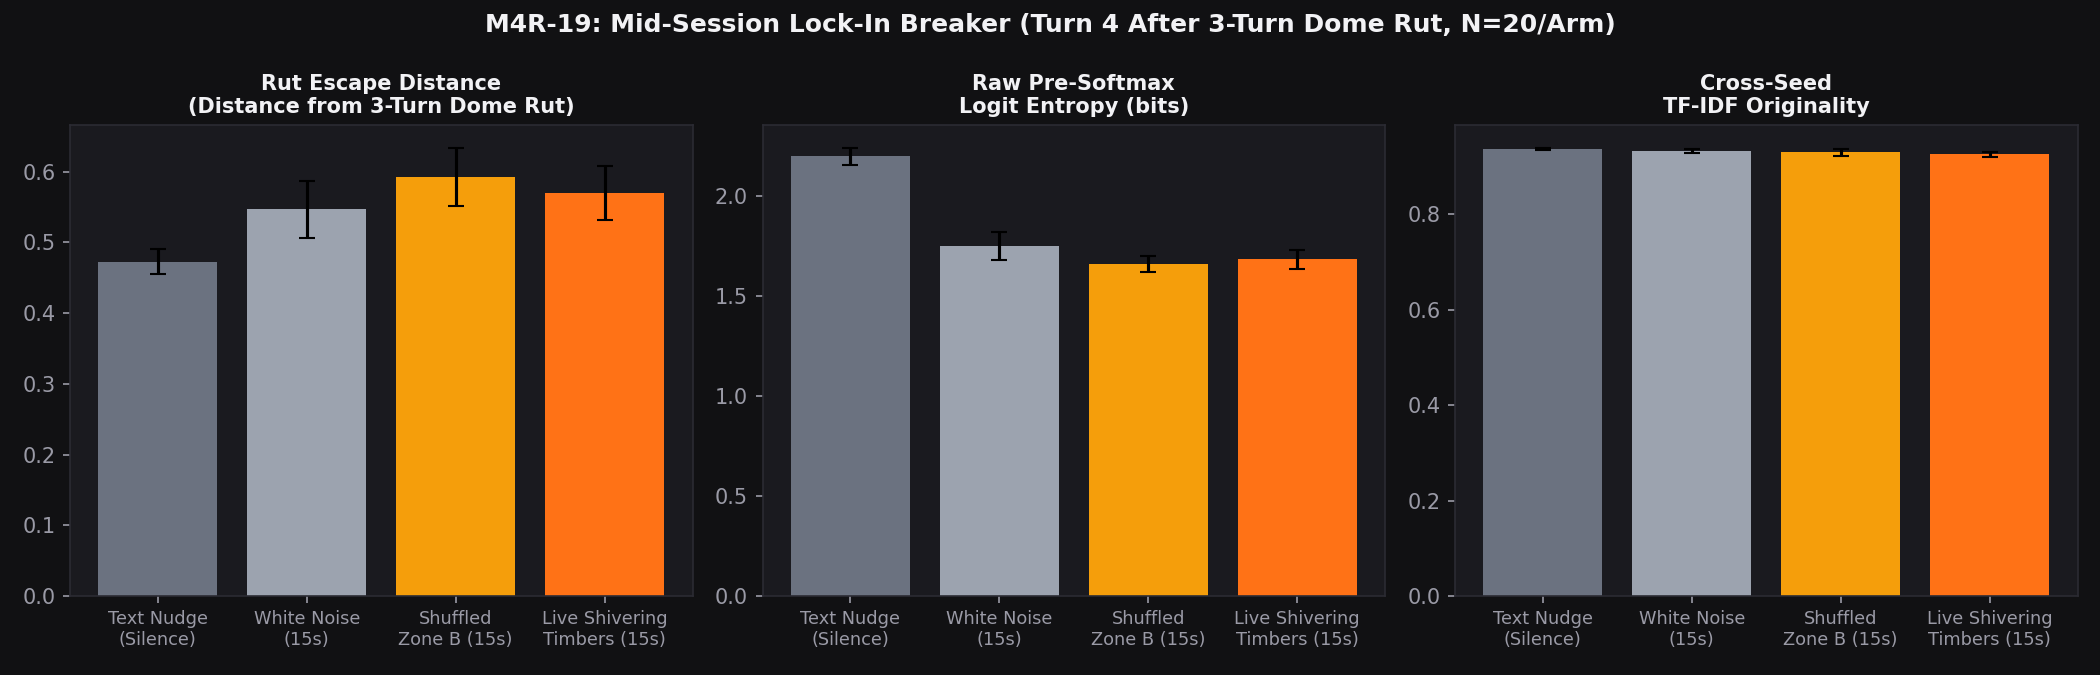 M4R-19: Mid-Session Lock-In Breaker (Turn 4 After 3-Turn Dome Rut, N=20/Arm)
Rut Escape Distance
(Distance from 3-Turn Dome Rut)
0.6
0.5
0.4
0.3
0.2
0.1
0.0
Text Nudge
(Silence)
White Noise
(15s)
Shuffled
Zone B (15s)
Live Shivering
Timbers (15s)
Raw Pre-Softmax
Logit Entropy (bits)
2.0
1.5
1.0
0.5
0.0
Text Nudge
(Silence)
White Noise
(15s)
Shuffled
Zone B (15s)
Live Shivering
Timbers (15s)
Cross-Seed
TF-IDF Originality
0.8
0.6
0.4
0.2
0.0
Text Nudge
(Silence)
White Noise
(15s)
Shuffled
Zone B (15s)
Live Shivering
Timbers (15s)